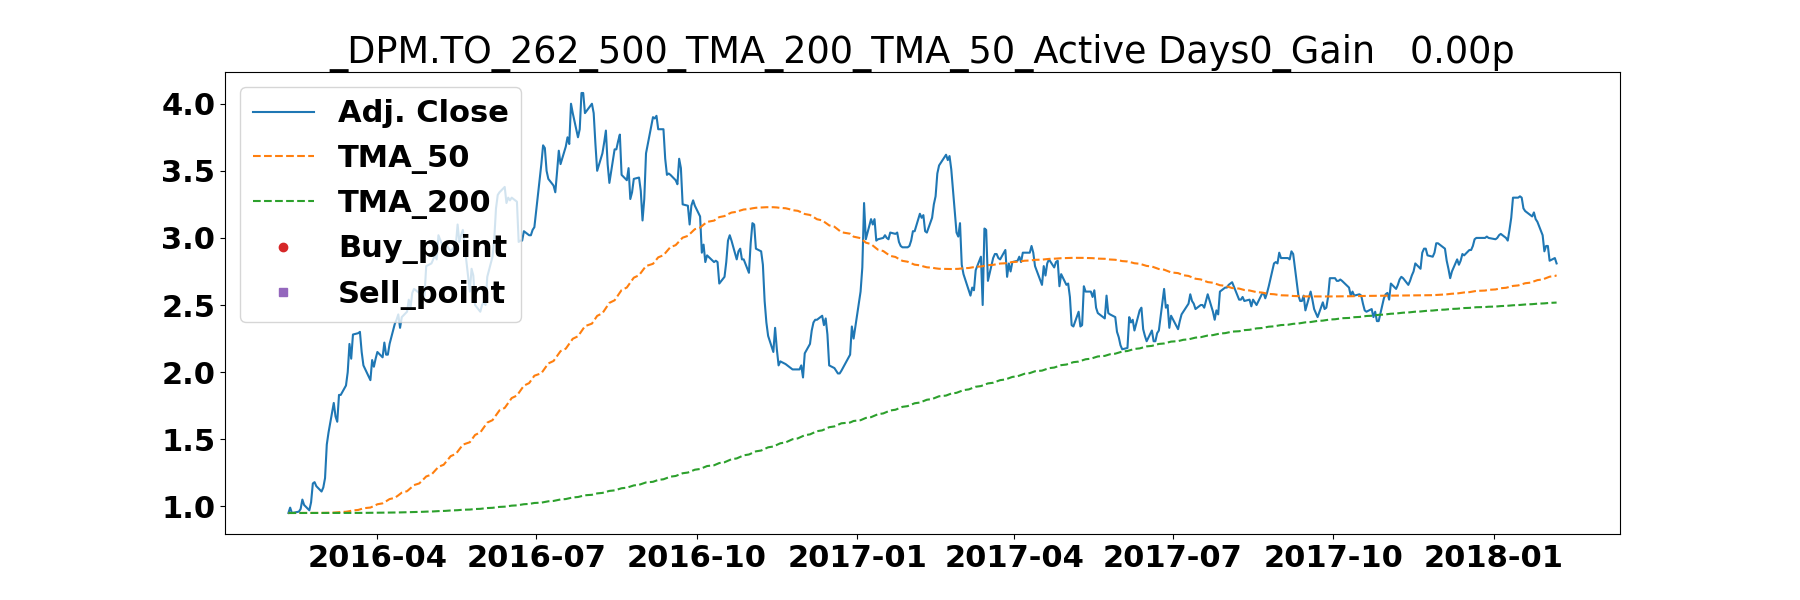 _DPM.TO_262_500_TMA_200_TMA_50_Active Days0_Gain   0.00p
Adj. Close
TMA_50
TMA_200
Buy_point
Sell_point
4.0
3.5
3.0
2.5
2.0
1.5
1.0
2016-04 2016-07 2016-10 2017-01 2017-04 2017-07 2017-10 2018-01